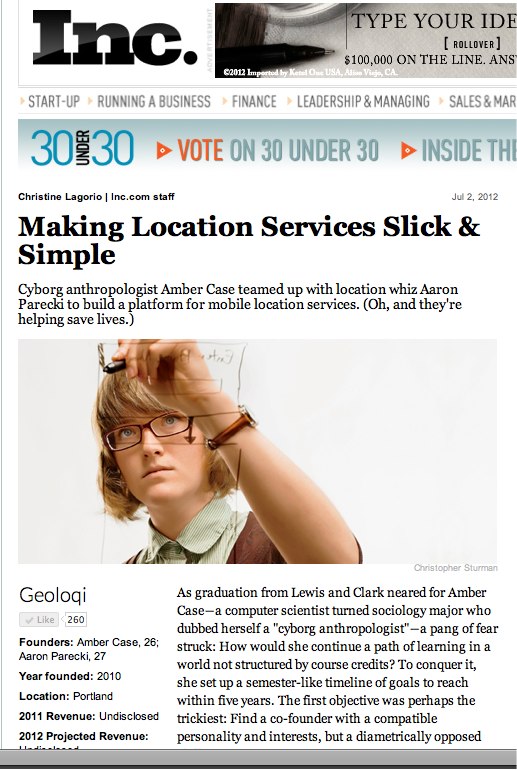 Inc.
ADVERTISEMENT
TYPE YOUR IDE
[ ROLLOVER ]
$100,000 ON THE LINE. ANS
©2012 Imported by Ketel One USA, Aliso Viejo, CA.
START-UP RUNNING A BUSINESS FINANCE LEADERSHIP & MANAGING SALES & MAR
30 UNDER 30 VOTE ON 30 UNDER 30 INSIDE THE
Christine Lagorio | Inc.com staff
Jul 2, 2012
Making Location Services Slick &
Simple
Cyborg anthropologist Amber Case teamed up with location whiz Aaron
Parecki to build a platform for mobile location services. (Oh, and they're
helping save lives.)
Christopher Sturman
Geoloqi
Like 260
Founders: Amber Case, 26;
Aaron Parecki, 27
Year founded: 2010
Location: Portland
2011 Revenue: Undisclosed
2012 Projected Revenue:
Undisclosed
As graduation from Lewis and Clark neared for Amber
Case—a computer scientist turned sociology major who
dubbed herself a "cyborg anthropologist"—a pang of fear
struck: How would she continue a path of learning in a
world not structured by course credits? To conquer it,
she set up a semester-like timeline of goals to reach
within five years. The first objective was perhaps the
trickiest: Find a co-founder with a compatible
personality and interests, but a diametrically opposed